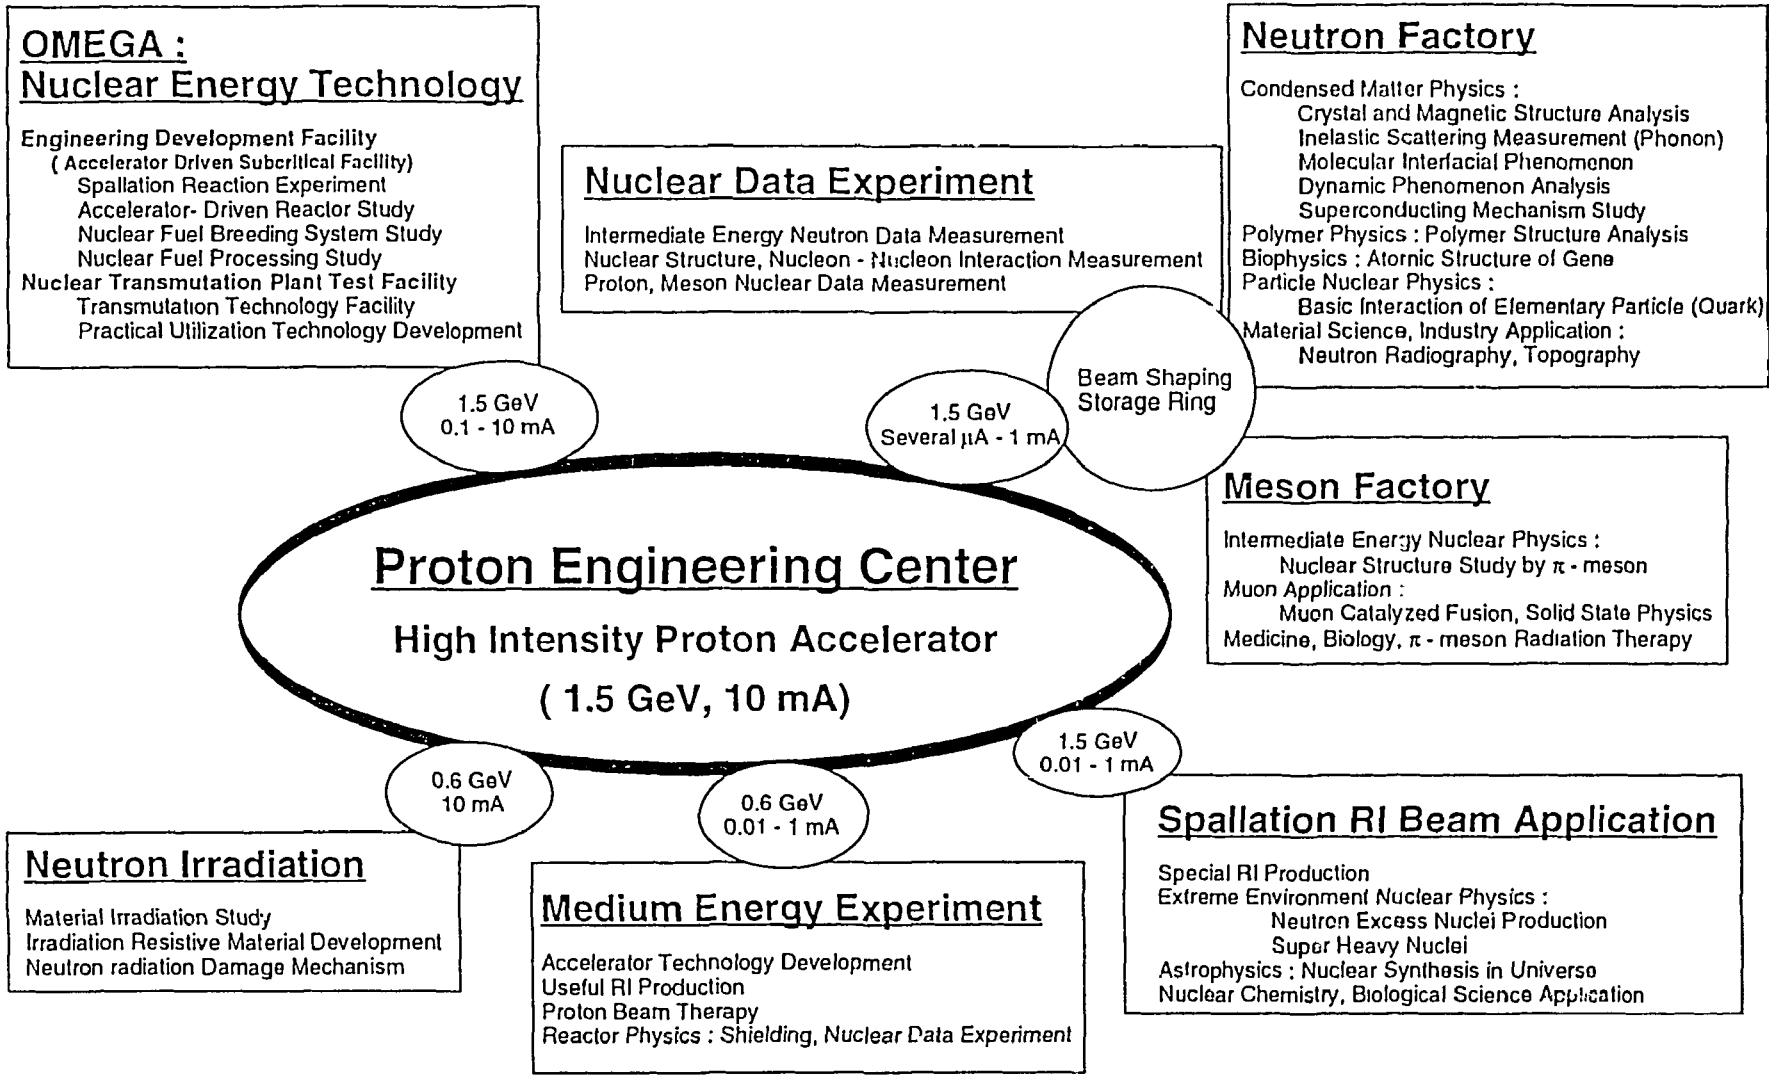 OMEGA :
Nuclear Energy Technology
Engineering Development Facility
( Accelerator Driven Subcritical Facility)
Spallation Reaction Experiment
Accelerator- Driven Reactor Study
Nuclear Fuel Breeding System Study
Nuclear Fuel Processing Study
Nuclear Transmutation Plant Test Facility
Transmutation Technology Facility
Practical Utilization Technology Development
1.5 GeV
0.1 - 10 mA
Nuclear Data Experiment
Intermediate Energy Neutron Data Measurement
Nuclear Structure, Nucleon - Nucleon Interaction Measurement
Proton, Meson Nuclear Data Measurement
1.5 GeV
Several μA - 1 mA
Beam Shaping
Storage Ring
Neutron Factory
Condensed Matter Physics :
Crystal and Magnetic Structure Analysis
Inelastic Scattering Measurement (Phonon)
Molecular Interfacial Phenomenon
Dynamic Phenomenon Analysis
Superconducting Mechanism Study
Polymer Physics : Polymer Structure Analysis
Biophysics : Atomic Structure of Gene
Particle Nuclear Physics :
Basic Interaction of Elementary Particle (Quark)
Material Science, Industry Application :
Neutron Radiography, Topography
Meson Factory
Intermediate Energy Nuclear Physics :
Nuclear Structure Study by π - meson
Muon Application :
Muon Catalyzed Fusion, Solid State Physics
Medicine, Biology, π - meson Radiation Therapy
Proton Engineering Center
High Intensity Proton Accelerator
( 1.5 GeV, 10 mA)
0.6 GeV
10 mA
Neutron Irradiation
Material Irradiation Study
Irradiation Resistive Material Development
Neutron radiation Damage Mechanism
0.6 GeV
0.01 - 1 mA
Medium Energy Experiment
Accelerator Technology Development
Useful RI Production
Proton Beam Therapy
Reactor Physics : Shielding, Nuclear Data Experiment
1.5 GeV
0.01 - 1 mA
Spallation RI Beam Application
Special RI Production
Extreme Environment Nuclear Physics :
Neutron Excess Nuclei Production
Super Heavy Nuclei
Astrophysics : Nuclear Synthesis in Universe
Nuclear Chemistry, Biological Science Application